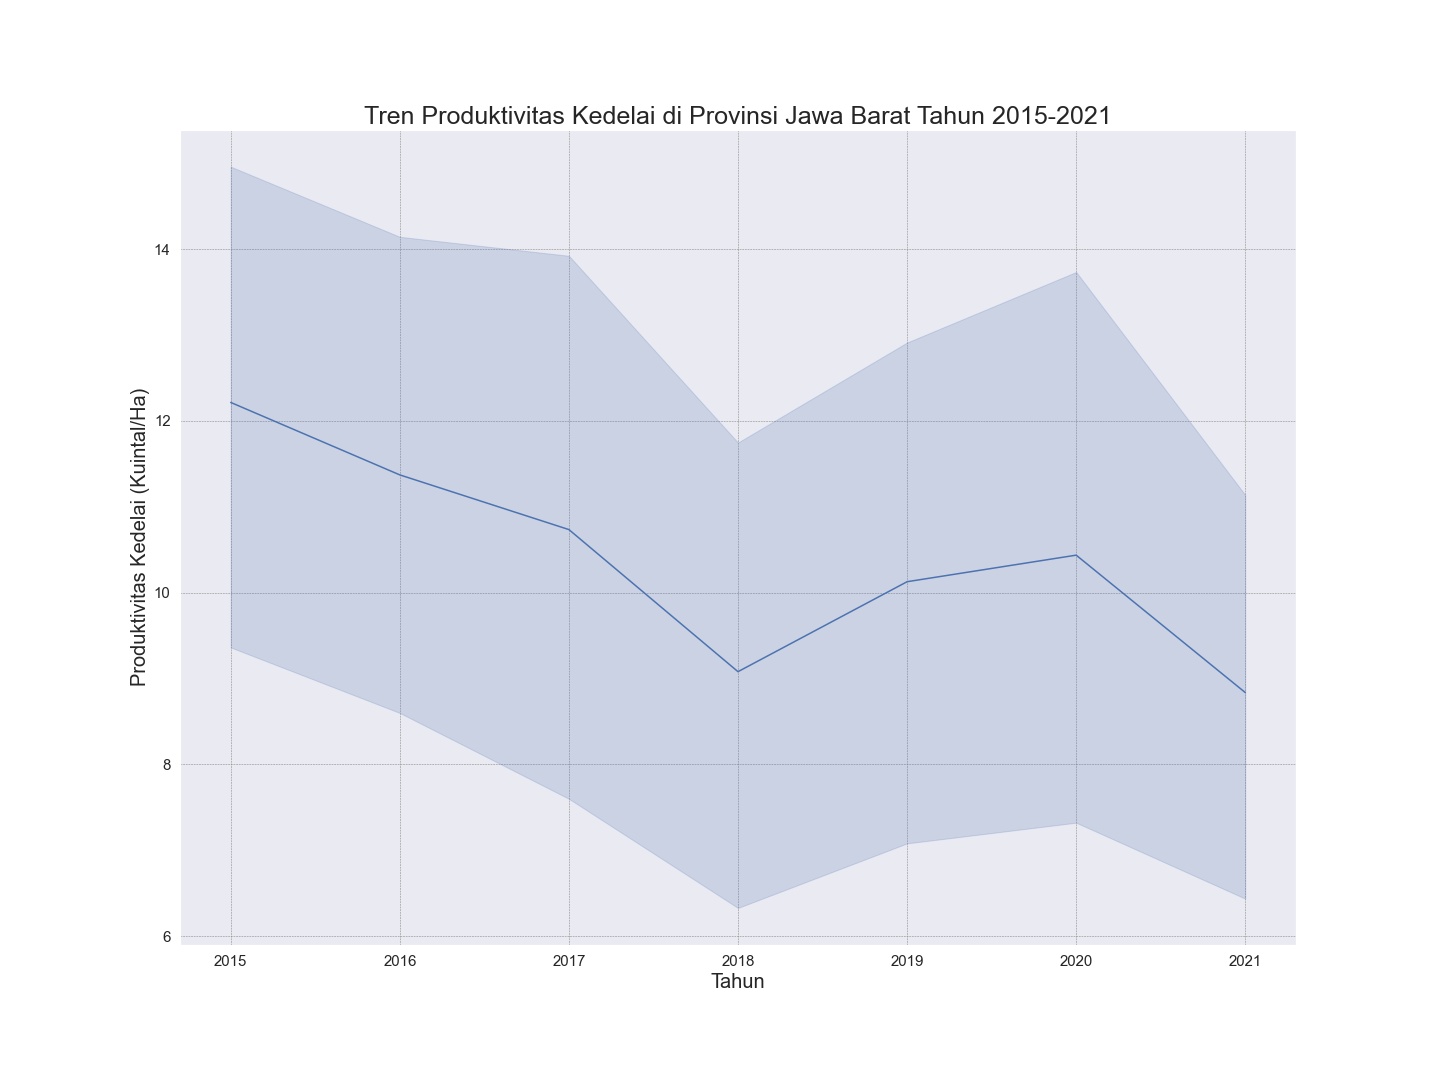 Tren Produktivitas Kedelai di Provinsi Jawa Barat Tahun 2015-2021
Produktivitas Kedelai (Kuintal/Ha)
14
12
10
8
6
2015 2016 2017 2018 2019 2020 2021
Tahun